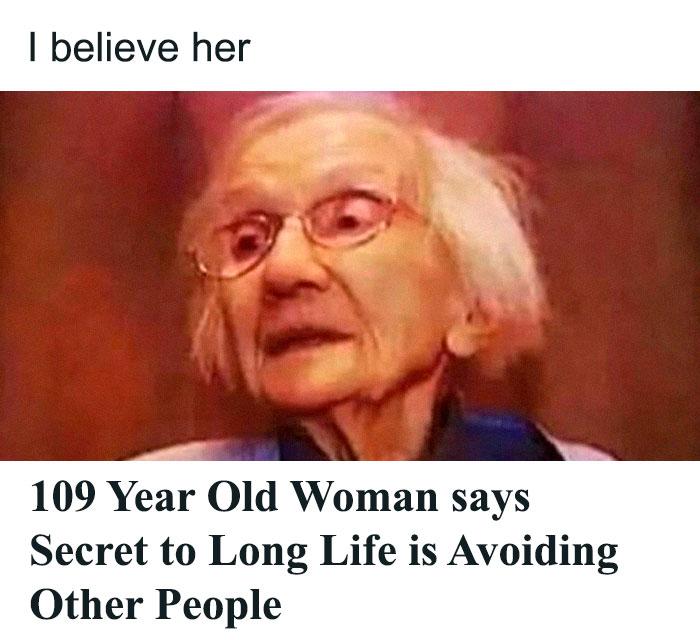 I believe her
109 Year Old Woman says
Secret to Long Life is Avoiding
Other People